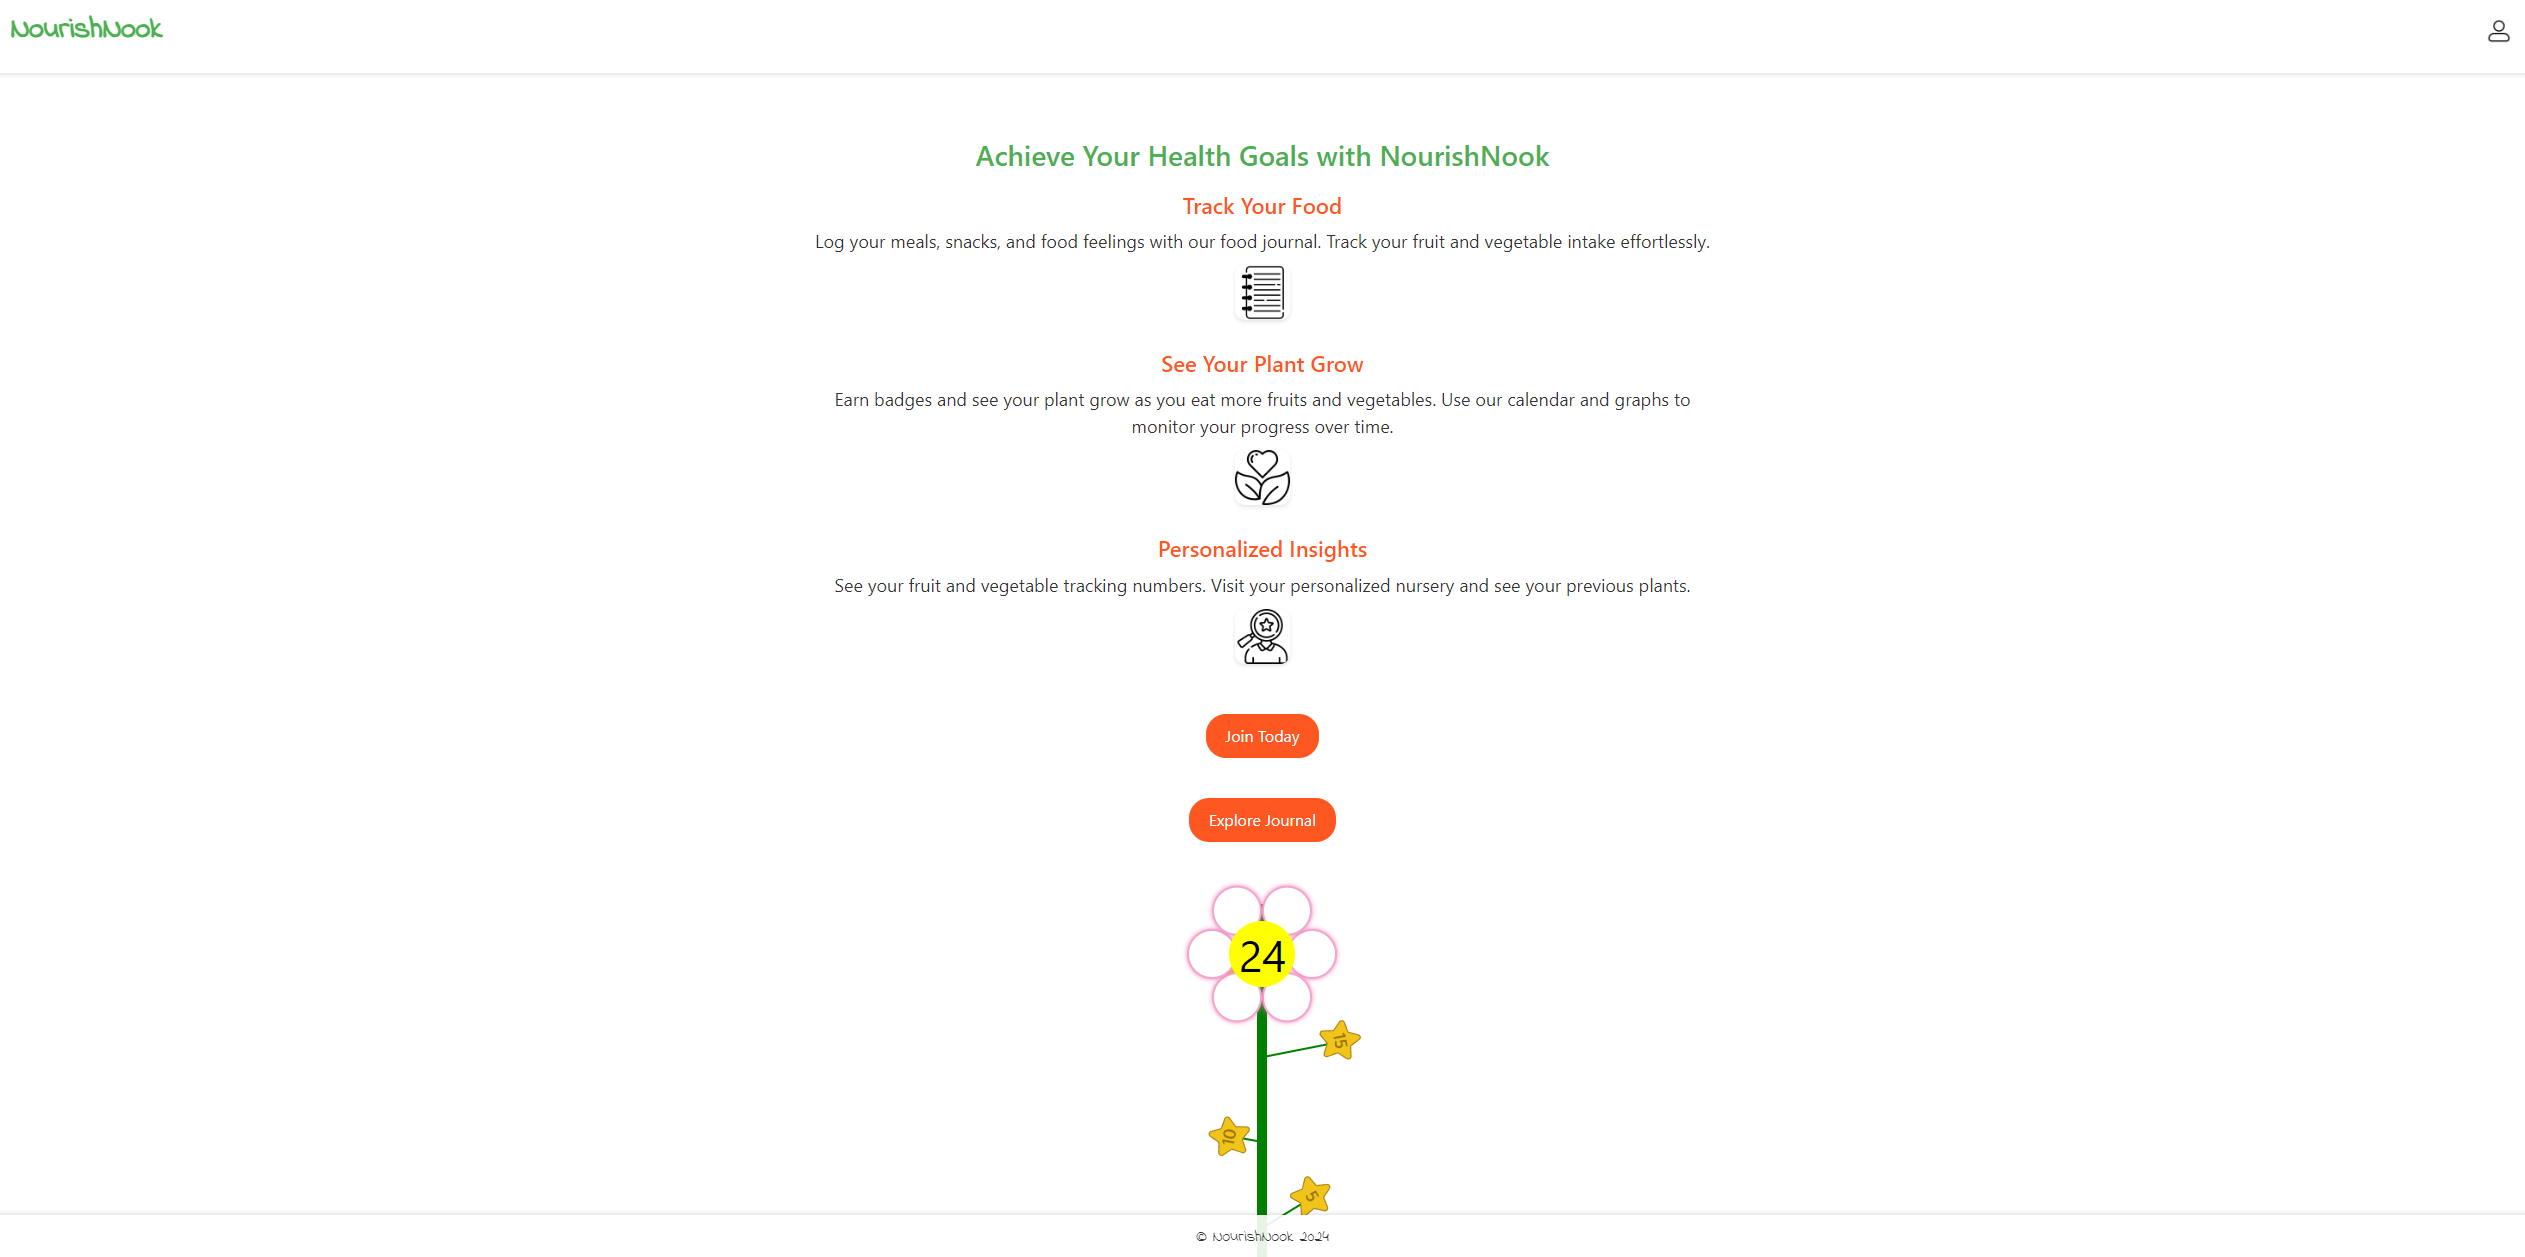 NourishNook
Achieve Your Health Goals with NourishNook
Track Your Food
Log your meals, snacks, and food feelings with our food journal. Track your fruit and vegetable intake effortlessly.
See Your Plant Grow
Earn badges and see your plant grow as you eat more fruits and vegetables. Use our calendar and graphs to
monitor your progress over time.
Personalized Insights
See your fruit and vegetable tracking numbers. Visit your personalized nursery and see your previous plants.
Join Today
Explore Journal
24
15
10
5
© NourishNook 2024